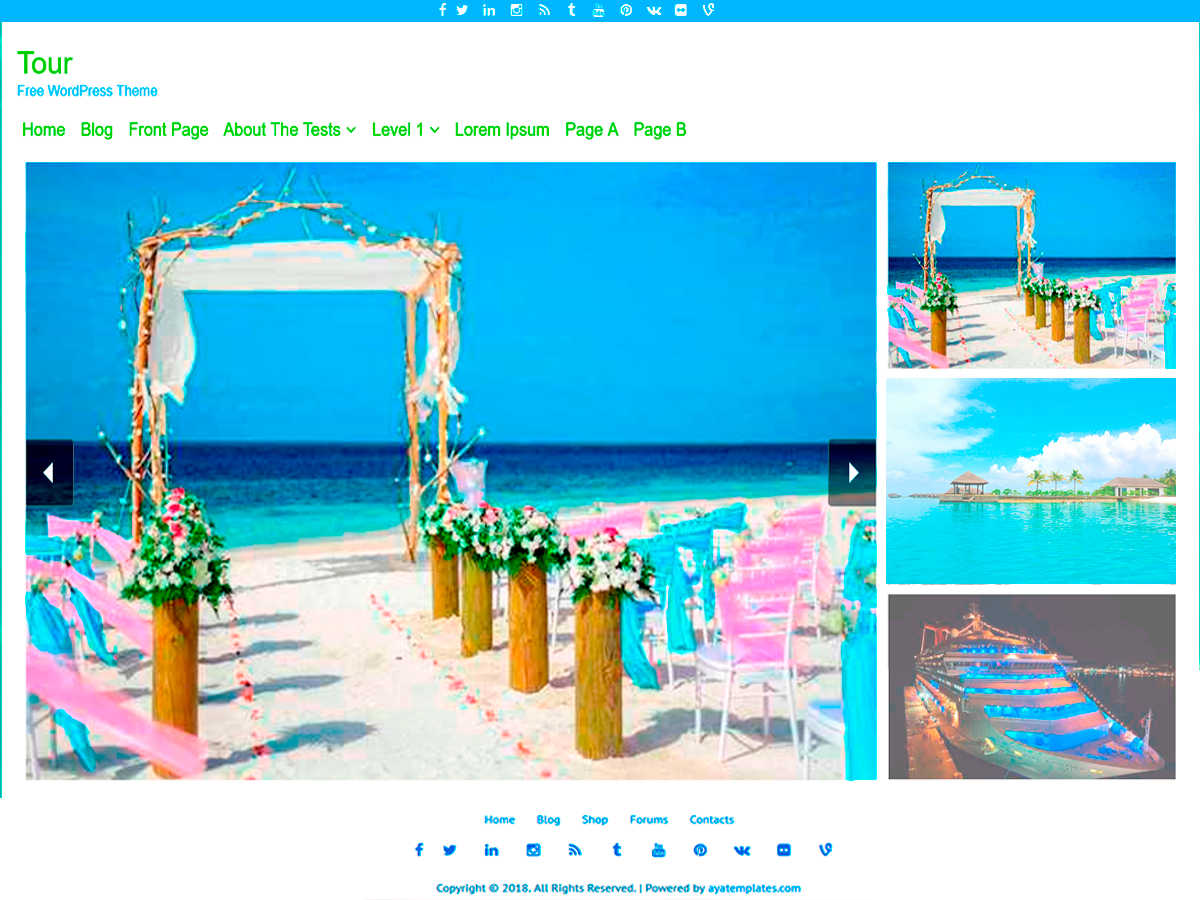 Tour
Free WordPress Theme
Home Blog Front Page About The Tests Level 1 Lorem Ipsum Page A Page B
Home Blog Shop Forums Contacts
Copyright © 2018. All Rights Reserved. | Powered by ayatemplates.com